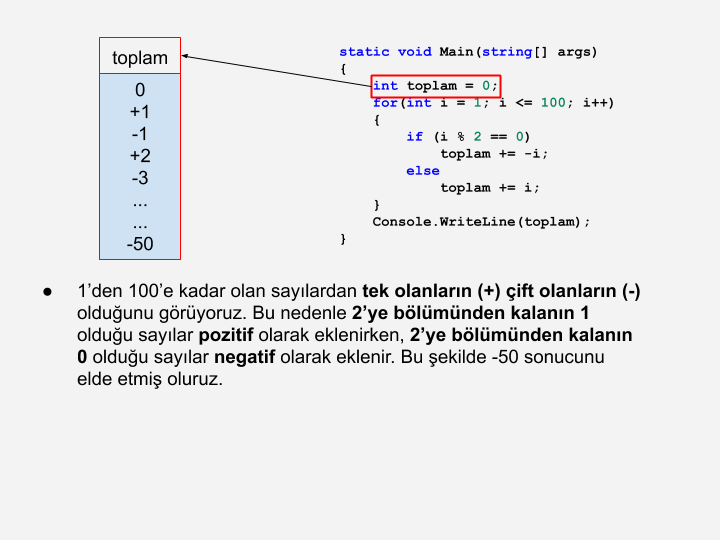 toplam
0
+1
-1
+2
-3
...
...
-50
static void Main(string[] args)
{
int toplam = 0;
for(int i = 1; i <= 100; i++)
{
if (i % 2 == 0)
toplam += -i;
else
toplam += i;
}
Console.WriteLine(toplam);
}
● 1’den 100’e kadar olan sayılardan tek olanların (+) çift olanların (-)
olduğunu görüyoruz. Bu nedenle 2’ye bölümünden kalanın 1
olduğu sayılar pozitif olarak eklenirken, 2’ye bölümünden kalanın
0 olduğu sayılar negatif olarak eklenir. Bu şekilde -50 sonucunu
elde etmiş oluruz.